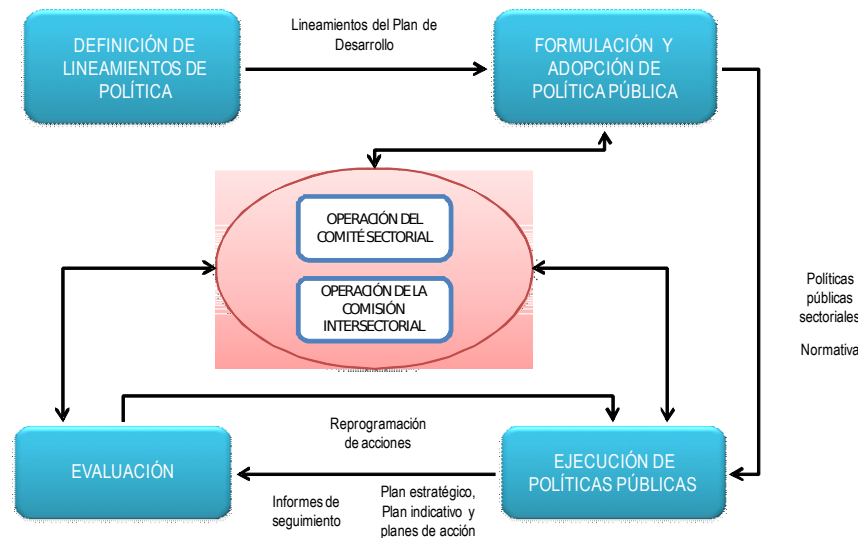 DEFINICIÓN DE
LINEAMIENTOS DE
POLÍTICA
Lineamientos del Plan de
Desarrollo
FORMULACIÓN Y
ADOPCIÓN DE
POLÍTICA PÚBLICA
OPERACIÓN DEL
COMITÉ SECTORIAL
OPERACIÓN DE LA
COMISIÓN
INTERSECTORIAL
Políticas
públicas
sectoriales
Normativa
Reprogramación
de acciones
EVALUACIÓN
EJECUCIÓN DE
POLÍTICAS PÚBLICAS
Informes de
seguimiento
Plan estratégico,
Plan indicativo y
planes de acción